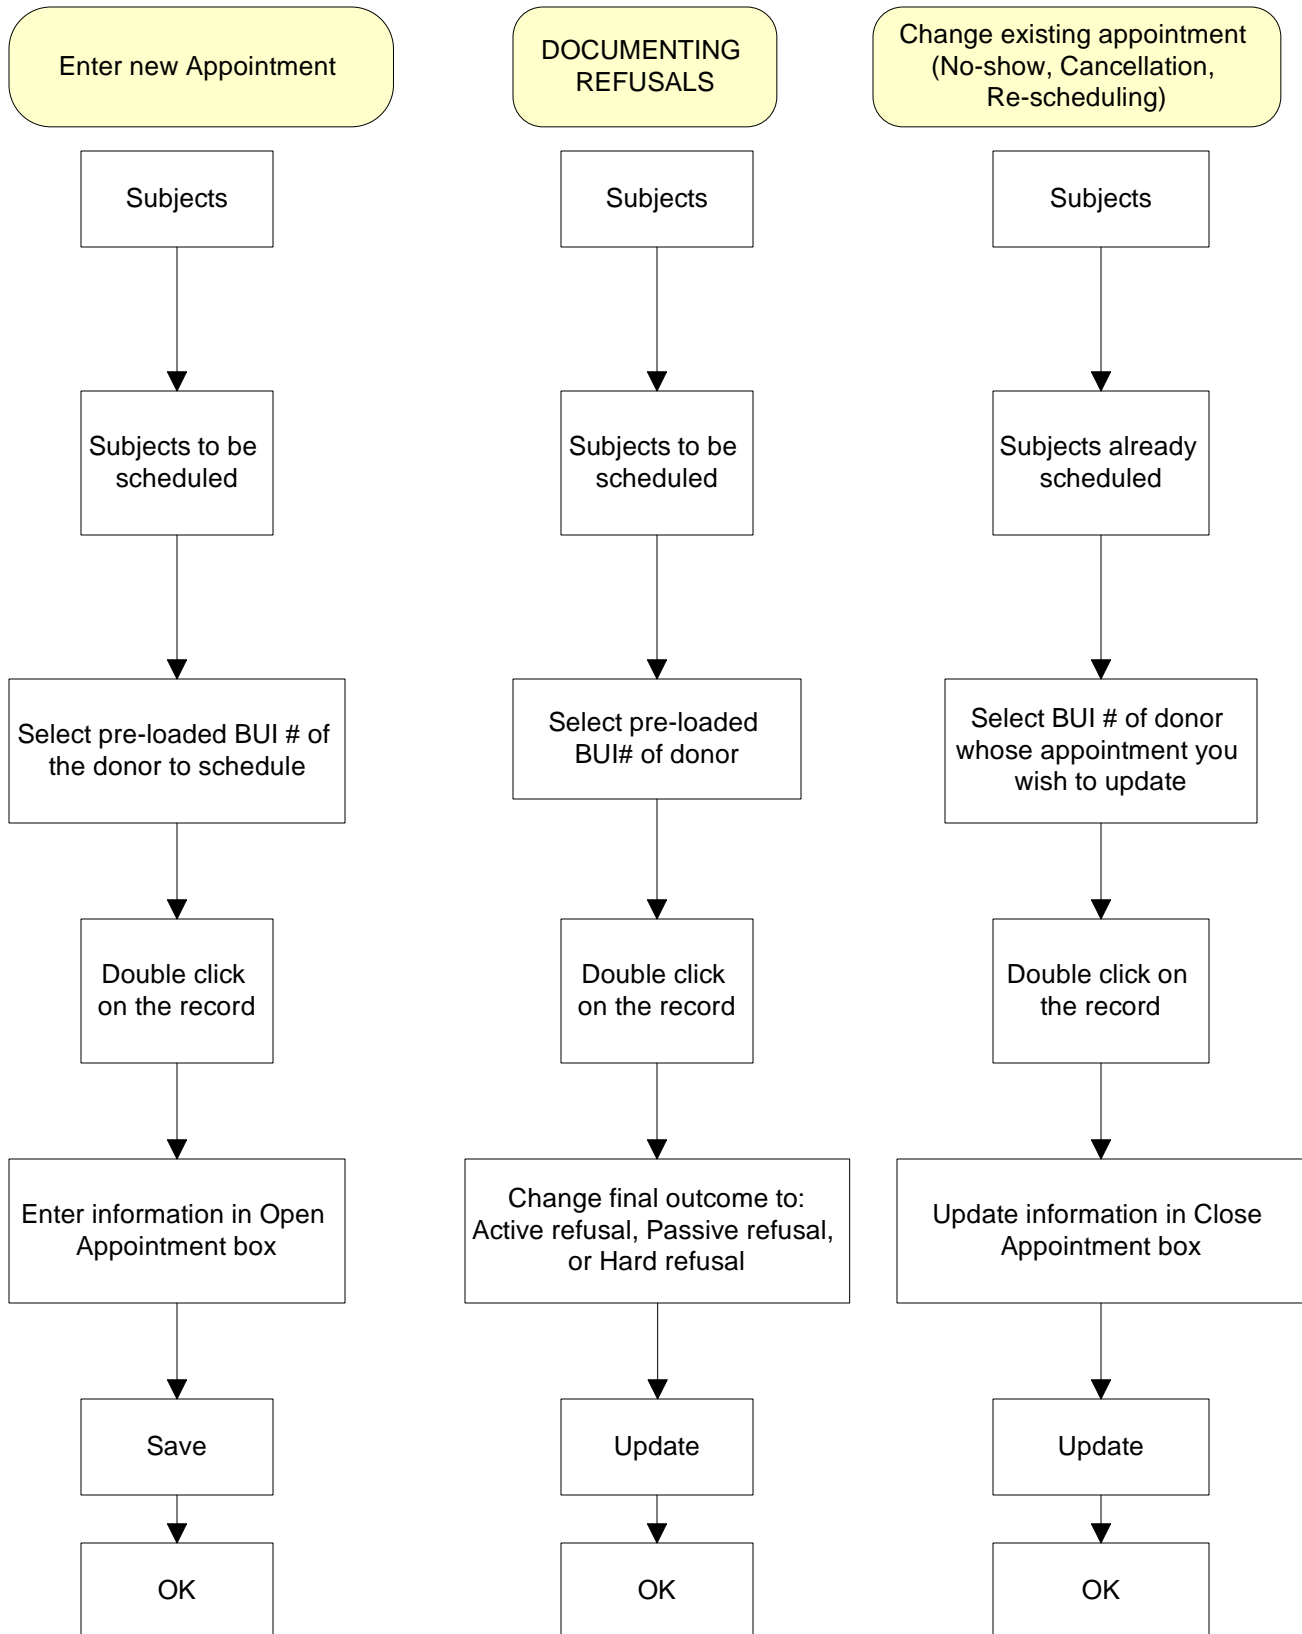 Enter new Appointment
Subjects
Subjects to be
scheduled
Select pre-loaded BUI # of
the donor to schedule
Double click
on the record
Enter information in Open
Appointment box
Save
OK
DOCUMENTING
REFUSALS
Subjects
Subjects to be
scheduled
Select pre-loaded
BUI# of donor
Double click
on the record
Change final outcome to:
Active refusal, Passive refusal,
or Hard refusal
Update
OK
Change existing appointment
(No-show, Cancellation,
Re-scheduling)
Subjects
Subjects already
scheduled
Select BUI # of donor
whose appointment you
wish to update
Double click on
the record
Update information in Close
Appointment box
Update
OK